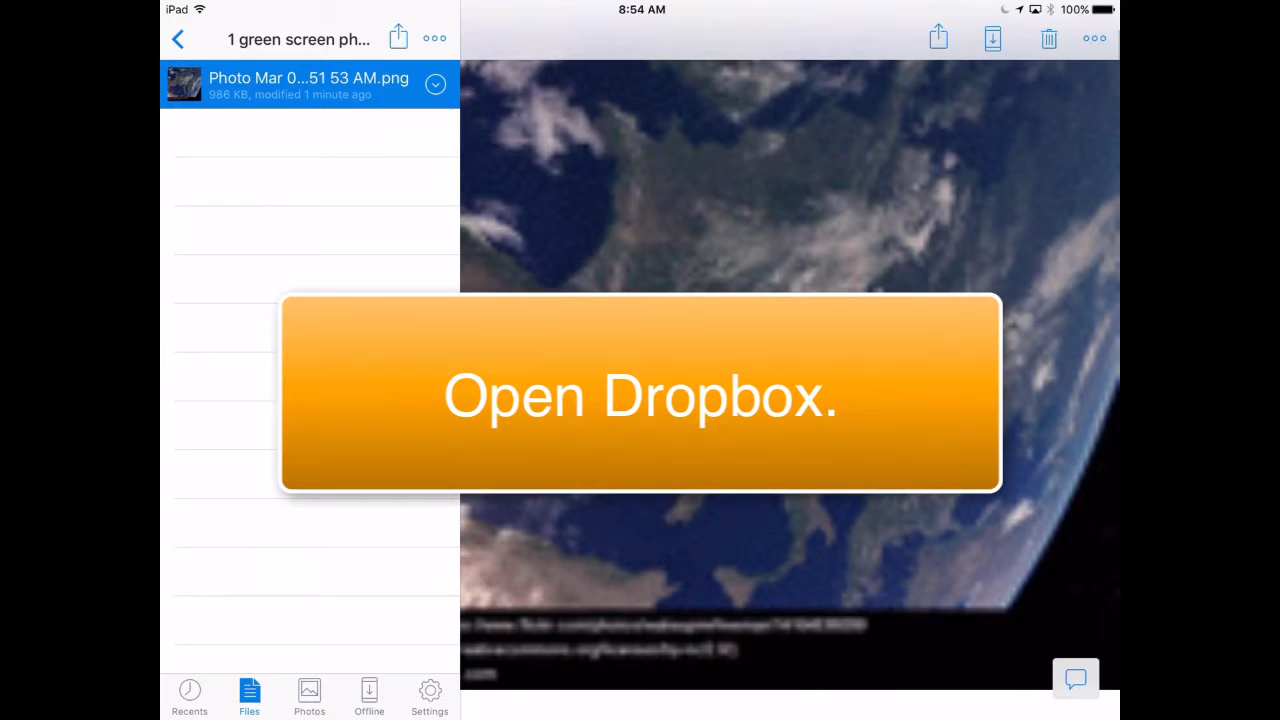 iPad
8:54 AM
100%
1 green screen ph...
Photo Mar 0...51 53 AM.png
986 KB, modified 1 minute ago
Open Dropbox.
.com
Recents
Files
Photos
Offline
Settings